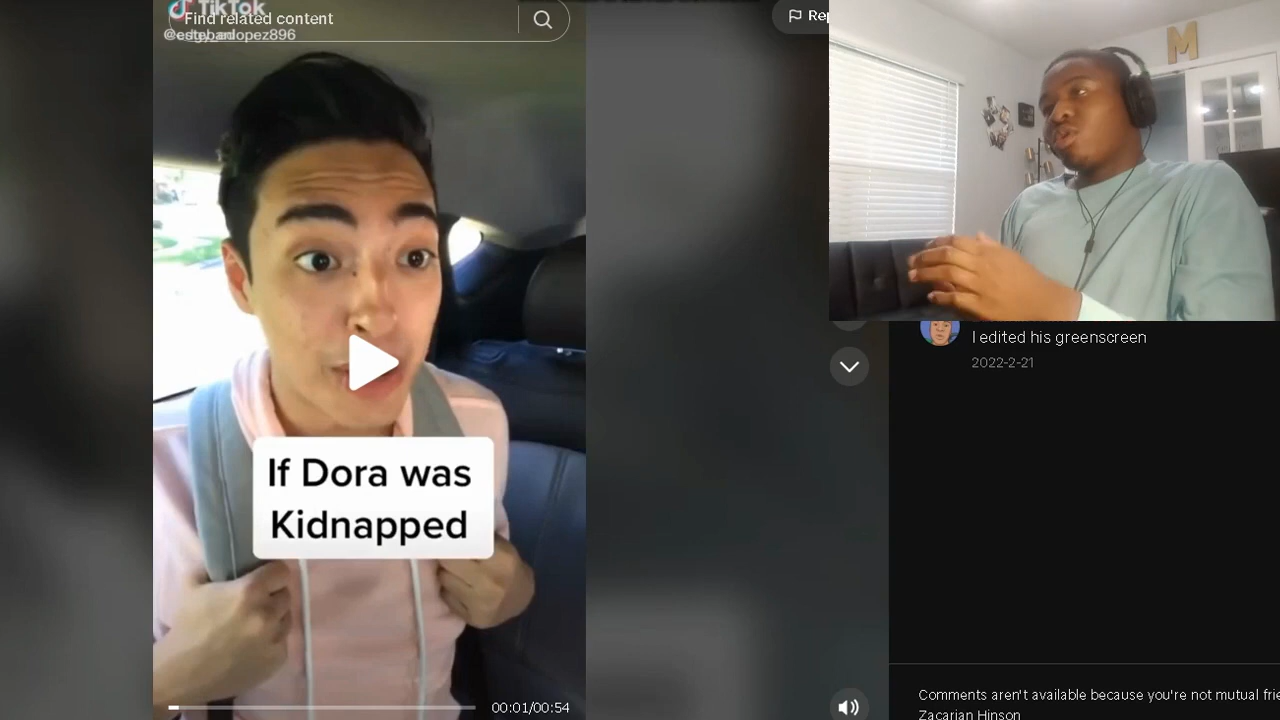 TikTok
Find related content
Rep
If Dora was
Kidnapped
00:01/00:54
M
I edited his greenscreen
2022-2-21
Comments aren't available because you're not mutual frie
Zacarian Hinson